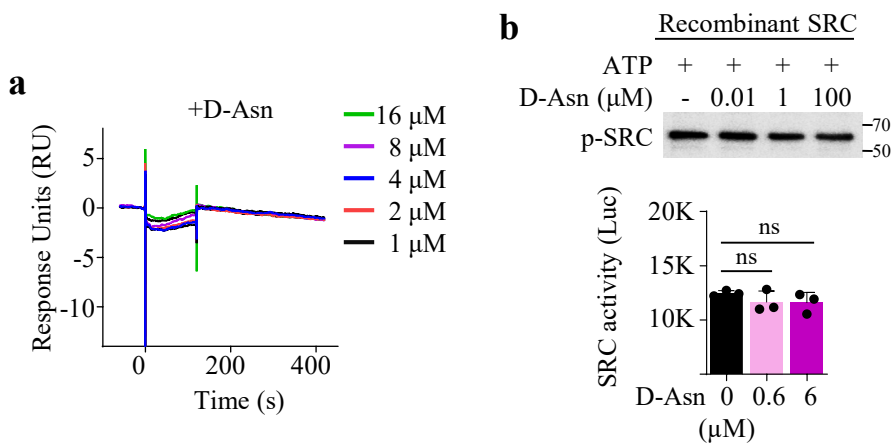 a
+D-Asn
16 μM
8 μM
4 μM
2 μM
1 μM
Response Units (RU)
5
0
-5
-10
0 200 400
Time (s)
b
Recombinant SRC
ATP + + + +
D-Asn (μM) - 0.01 1 100
p-SRC
70
50
SRC activity (Luc)
20K
15K
10K
ns
ns
D-Asn 0 0.6 6
(μM)